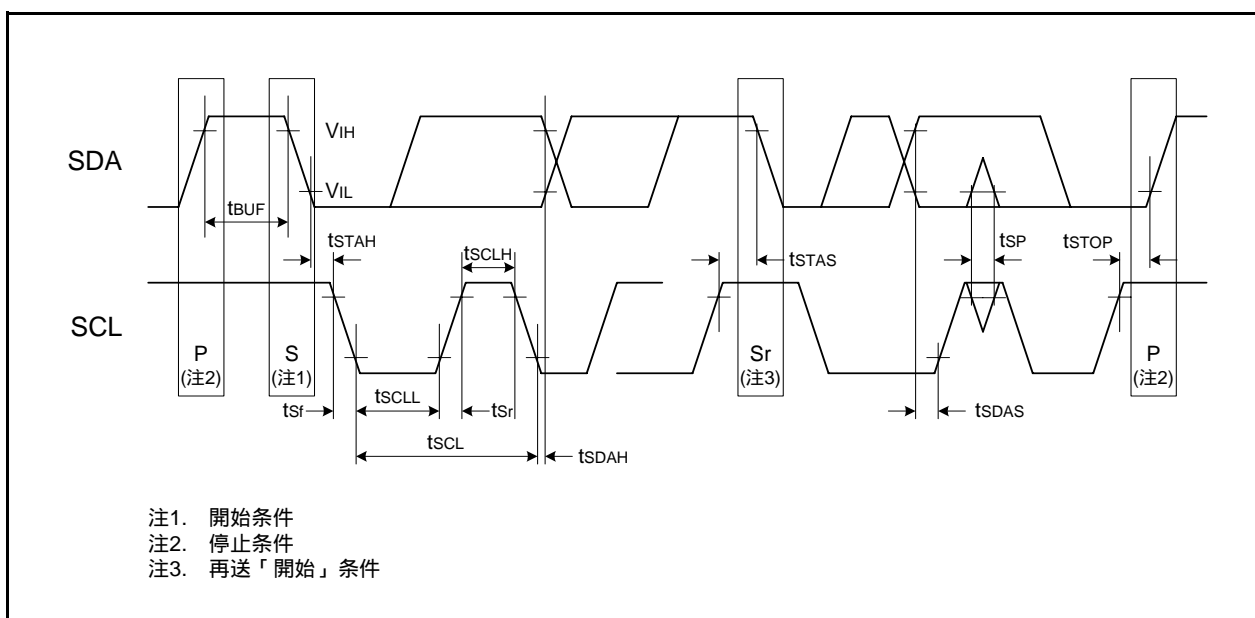 SDA
VIH
VIL
tBUF
tSTAH
tSCLH
tSTAS
tSP
tSTOP
SCL
P
(注2)
S
(注1)
Sr
(注3)
P
(注2)
tSf
tSCLL
tSr
tSDAS
tSCL
tSDAH
注1. 開始条件
注2. 停止条件
注3. 再送「開始」条件